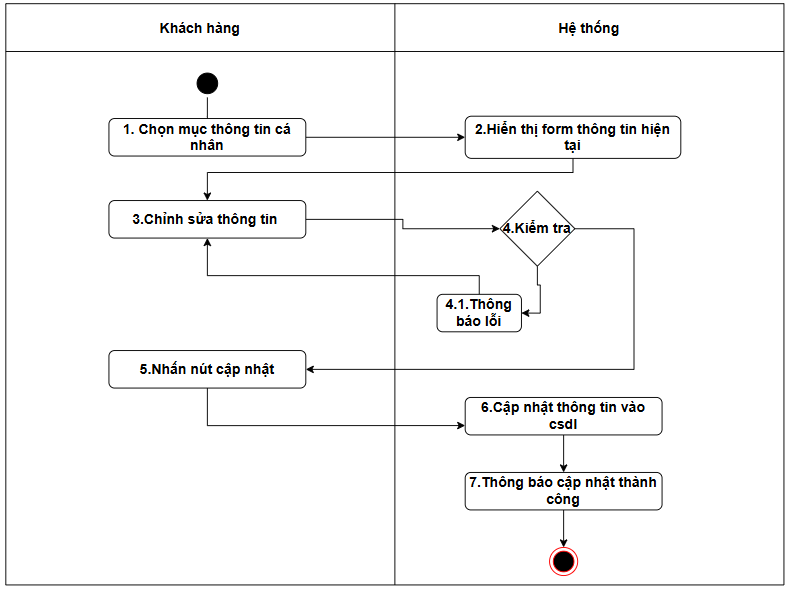 Khách hàng
Hệ thống
1. Chọn mục thông tin cá
nhân
2.Hiển thị form thông tin hiện
tại
3.Chỉnh sửa thông tin
4.Kiểm tra
4.1.Thông
báo lỗi
5.Nhấn nút cập nhật
6.Cập nhật thông tin vào
csdl
7.Thông báo cập nhật thành
công